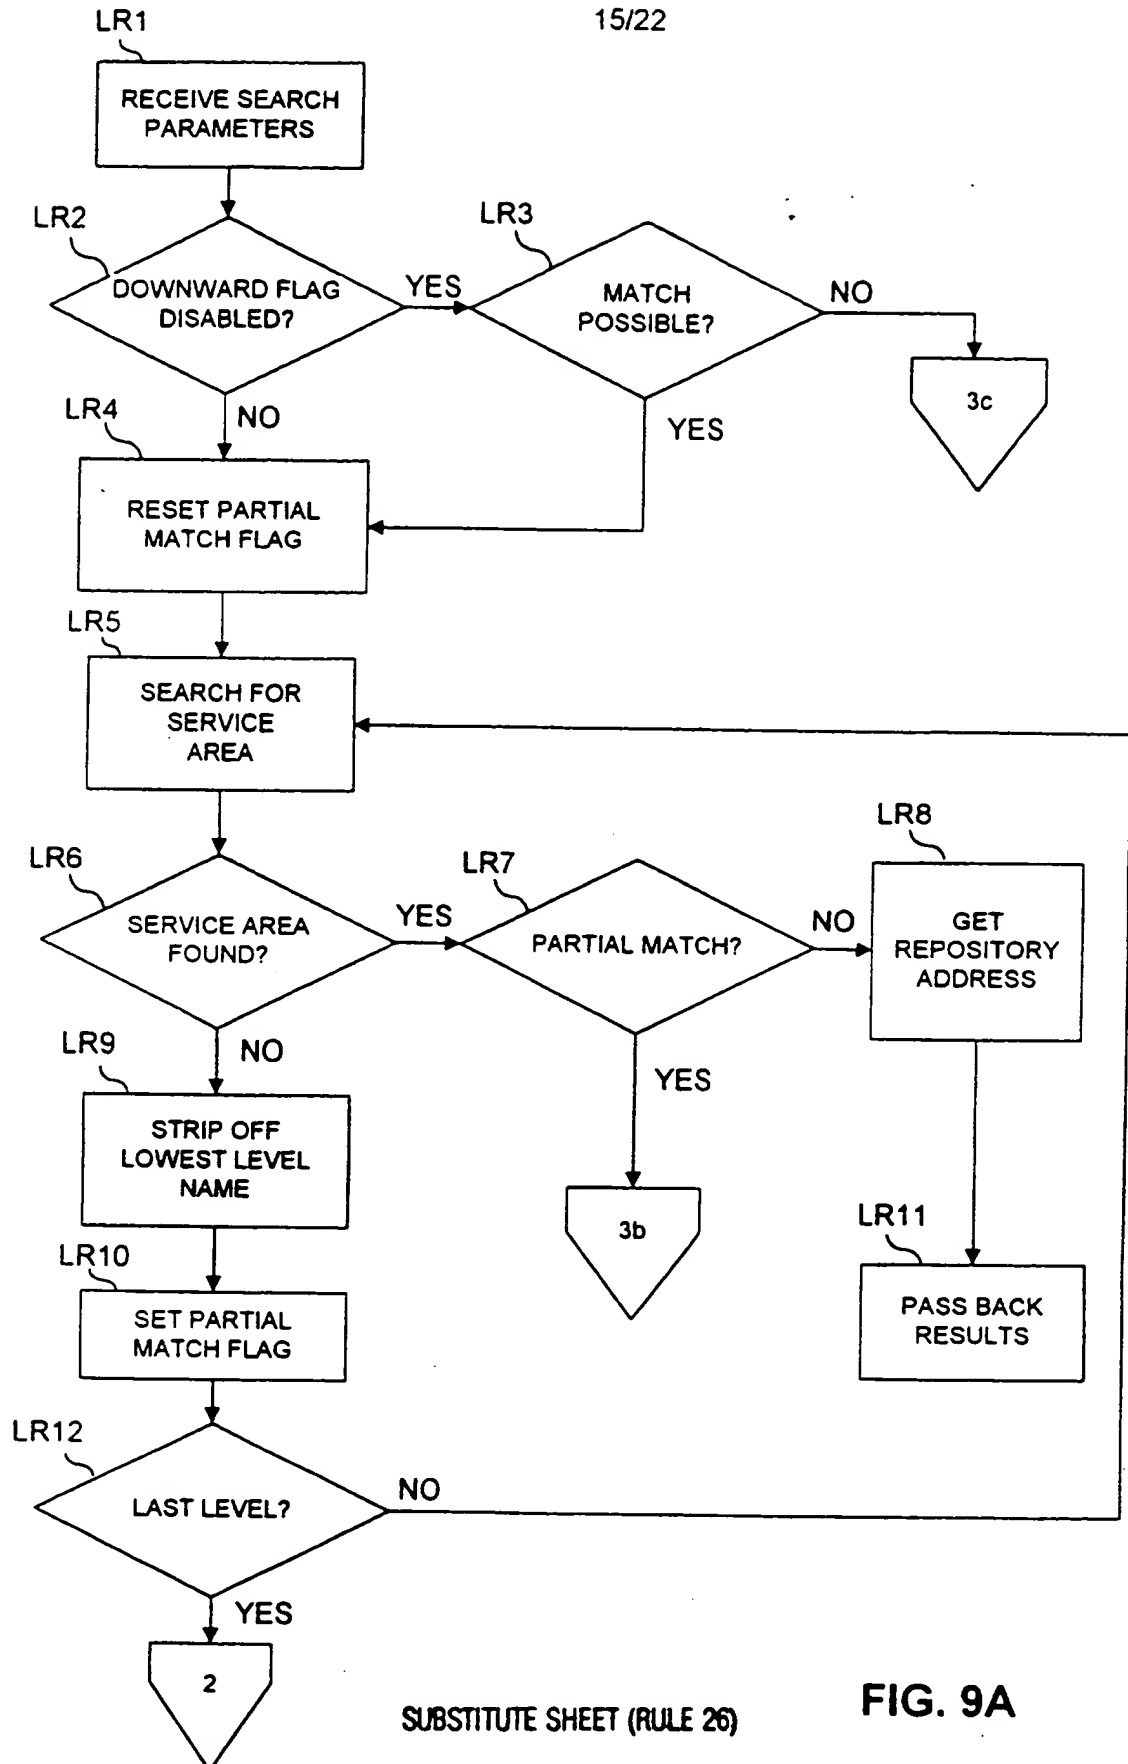 15/22
LR1
RECEIVE SEARCH
PARAMETERS
LR2
DOWNWARD FLAG
DISABLED?
YES
LR3
MATCH
POSSIBLE?
NO
3c
NO
YES
LR4
RESET PARTIAL
MATCH FLAG
LR5
SEARCH FOR
SERVICE
AREA
LR6
SERVICE AREA
FOUND?
YES
LR7
PARTIAL MATCH?
NO
LR8
GET
REPOSITORY
ADDRESS
NO
YES
3b
LR9
STRIP OFF
LOWEST LEVEL
NAME
LR10
SET PARTIAL
MATCH FLAG
LR11
PASS BACK
RESULTS
LR12
LAST LEVEL?
NO
YES
2
SUBSTITUTE SHEET (RULE 26)
FIG. 9A